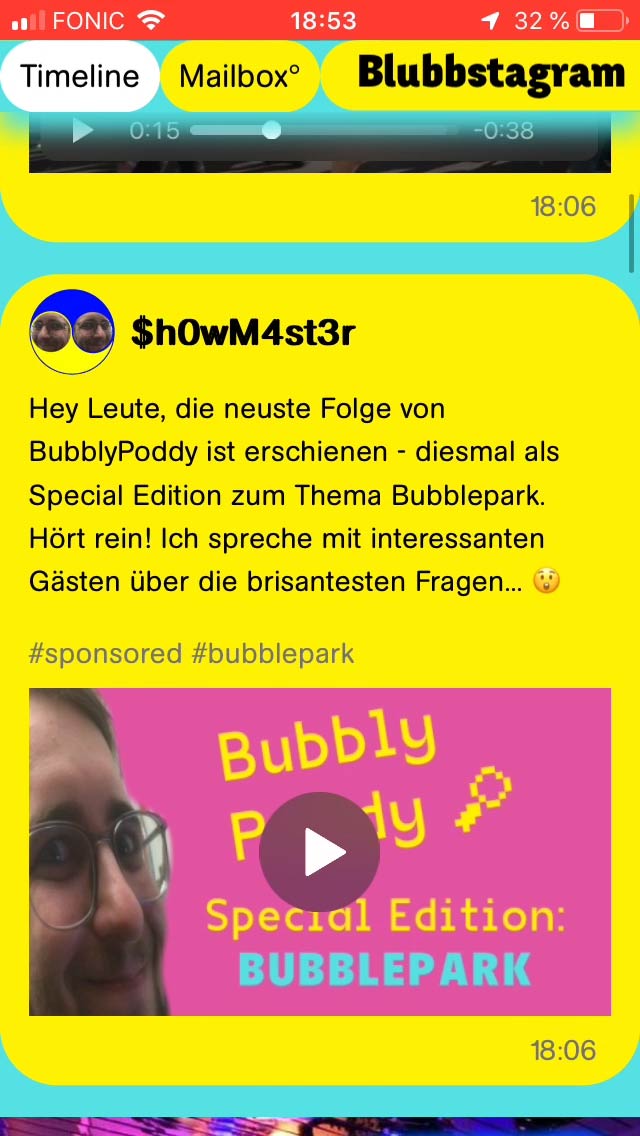 FONIC 18:53 32 %
Timeline Mailbox° Blubbstagram
0:15 -0:38
18:06
$h0wM4st3r
Hey Leute, die neuste Folge von
BubblyPoddy ist erschienen - diesmal als
Special Edition zum Thema Bubblepark.
Hört rein! Ich spreche mit interessanten
Gästen über die brisantesten Fragen... 😲
#sponsored #bubblepark
Bubbly
Special Edition:
BUBBLEPARK
18:06